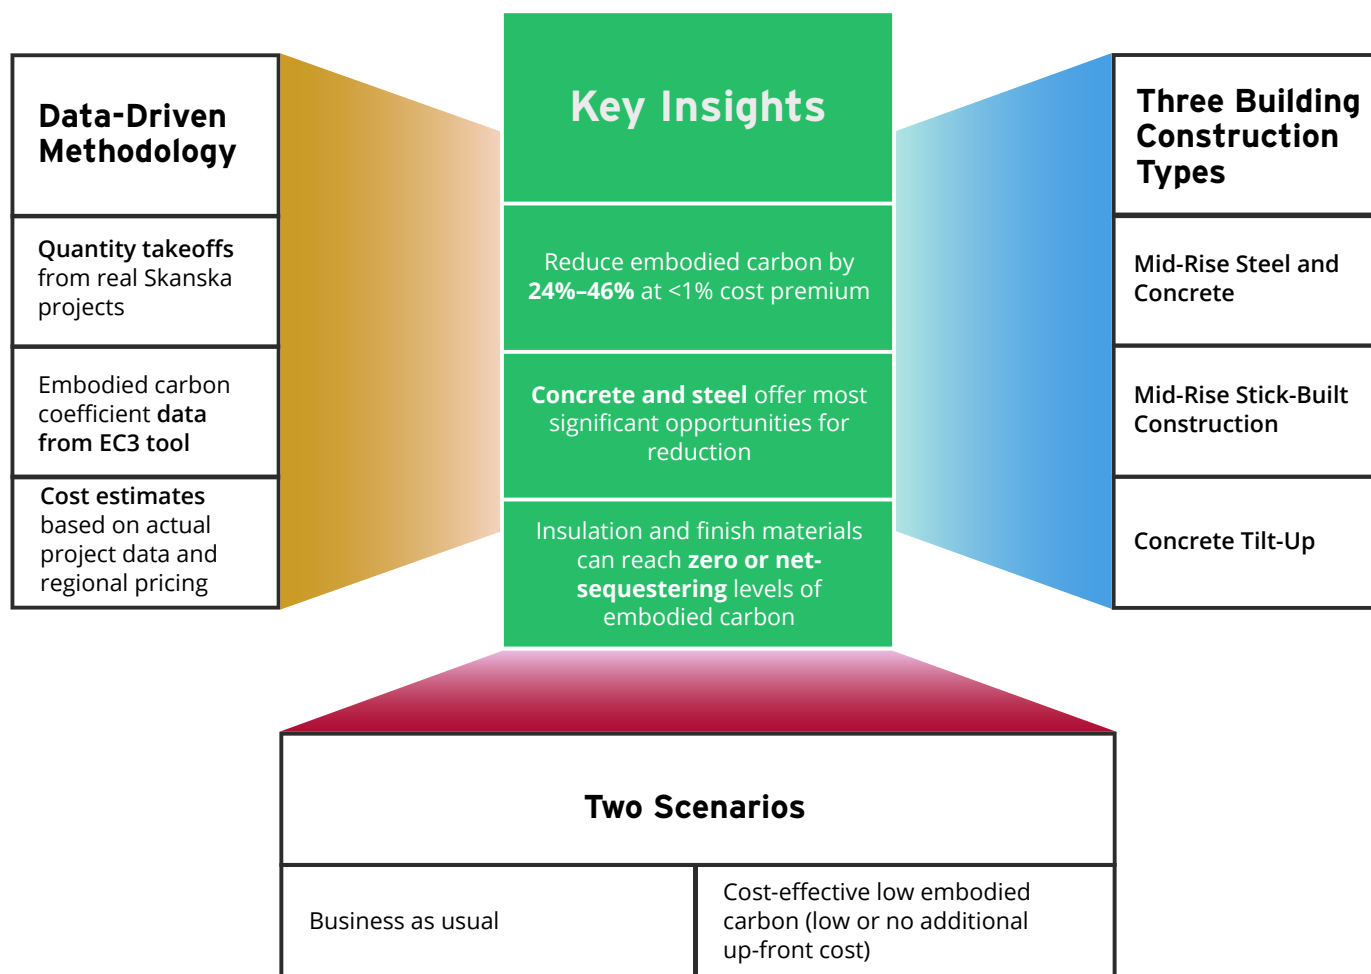 Data-Driven
Methodology
Quantity takeoffs
from real Skanska
projects
Embodied carbon
coefficient data
from EC3 tool
Cost estimates
based on actual
project data and
regional pricing
Key Insights
Reduce embodied carbon by
24%–46% at <1% cost premium
Concrete and steel offer most
significant opportunities for
reduction
Insulation and finish materials
can reach zero or net-
sequestering levels of
embodied carbon
Three Building
Construction
Types
Mid-Rise Steel and
Concrete
Mid-Rise Stick-Built
Construction
Concrete Tilt-Up
Two Scenarios
Business as usual
Cost-effective low embodied
carbon (low or no additional
up-front cost)